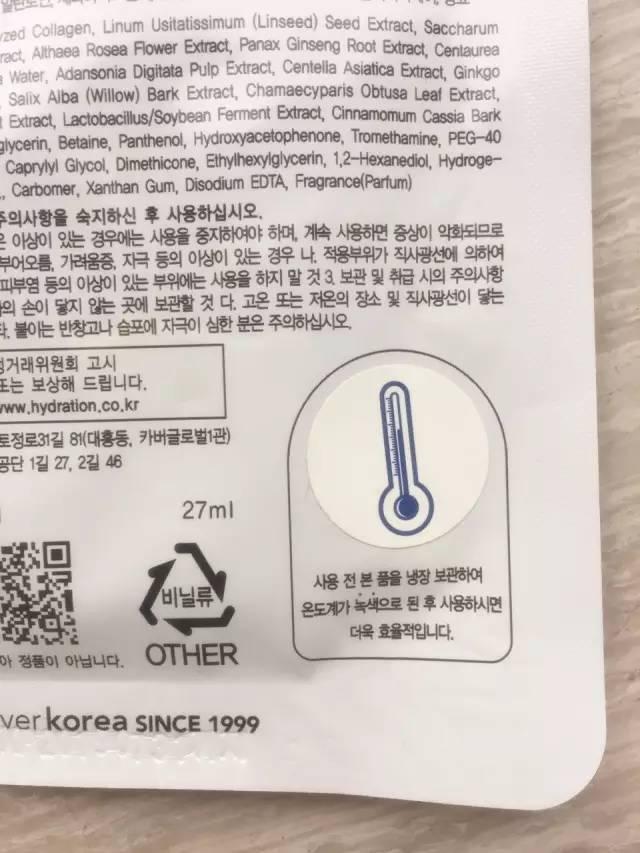 yzed Collagen, Linum Usitatissimum (Linseed) Seed Extract, Saccharum
ract, Althaea Rosea Flower Extract, Panax Ginseng Root Extract, Centaurea
a Water, Adansonia Digitata Pulp Extract, Centella Asiatica Extract, Ginkgo
, Salix Alba (Willow) Bark Extract, Chamaecyparis Obtusa Leaf Extract,
t Extract, Lactobacillus/Soybean Ferment Extract, Cinnamomum Cassia Bark
glycerin, Betaine, Panthenol, Hydroxyacetophenone, Tromethamine, PEG-40
Caprylyl Glycol, Dimethicone, Ethylhexylglycerin, 1,2-Hexanediol, Hydroge-
, Carbomer, Xanthan Gum, Disodium EDTA, Fragrance(Parfum)
주의사항을 숙지하신 후 사용하십시오.
은 이상이 있는 경우에는 사용을 중지하여야 하며, 계속 사용하면 증상이 악화되므로
부어오름, 가려움증, 자극 등의 이상이 있는 경우 나. 적용부위가 직사광선에 의하여
피부염 등의 이상이 있는 부위에는 사용을 하지 말 것 3. 보관 및 취급 시의 주의사항
의 손이 닿지 않는 곳에 보관할 것 다. 고온 또는 저온의 장소 및 직사광선이 닿는
다. 붙이는 반창고나 습포에 자극이 심한 분은 주의하십시오.
정거래위원회 고시
또는 보상해 드립니다.
www.hydration.co.kr
토정로31길 81(대흥동, 카버글로벌1관)
공단 1길 27, 2길 46
27ml
비닐류
OTHER
아 정품이 아닙니다.
사용 전 본 품을 냉장 보관하여
온도계가 녹색으로 된 후 사용하시면
더욱 효율적입니다.
ver korea SINCE 1999